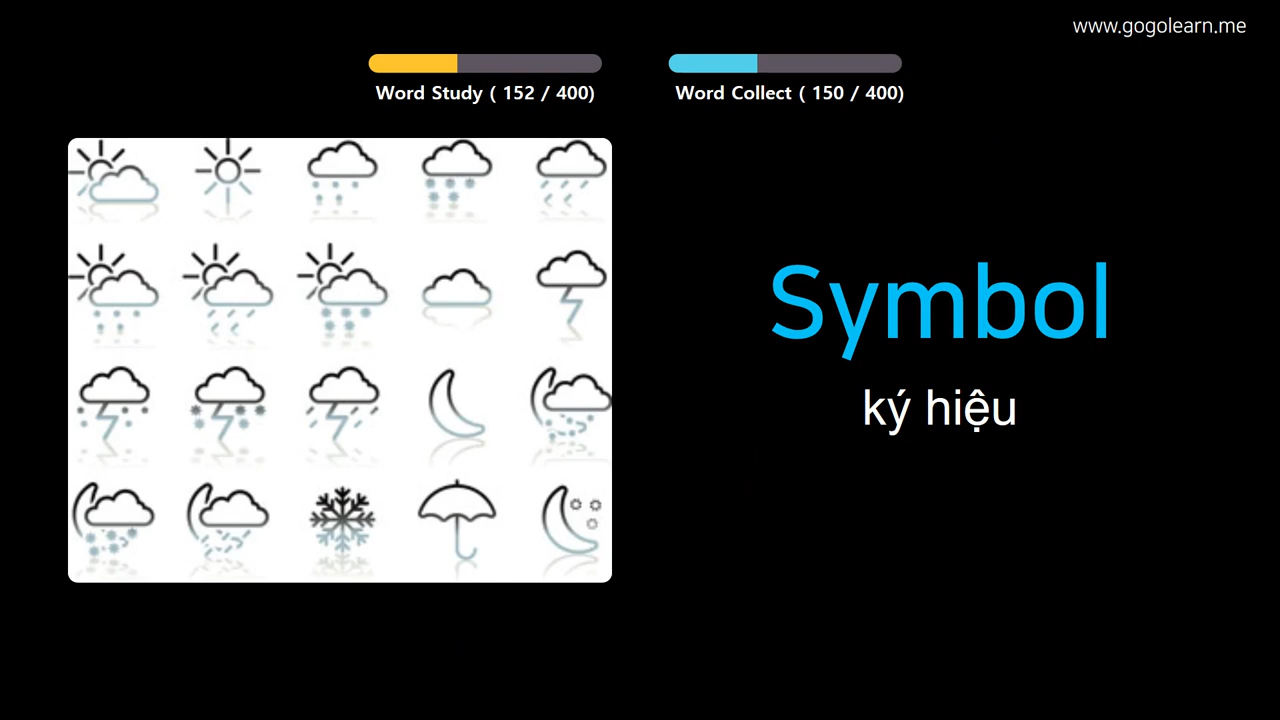 www.gogolearn.me
Word Study ( 152 / 400)
Word Collect ( 150 / 400)
Symbol
ký hiệu